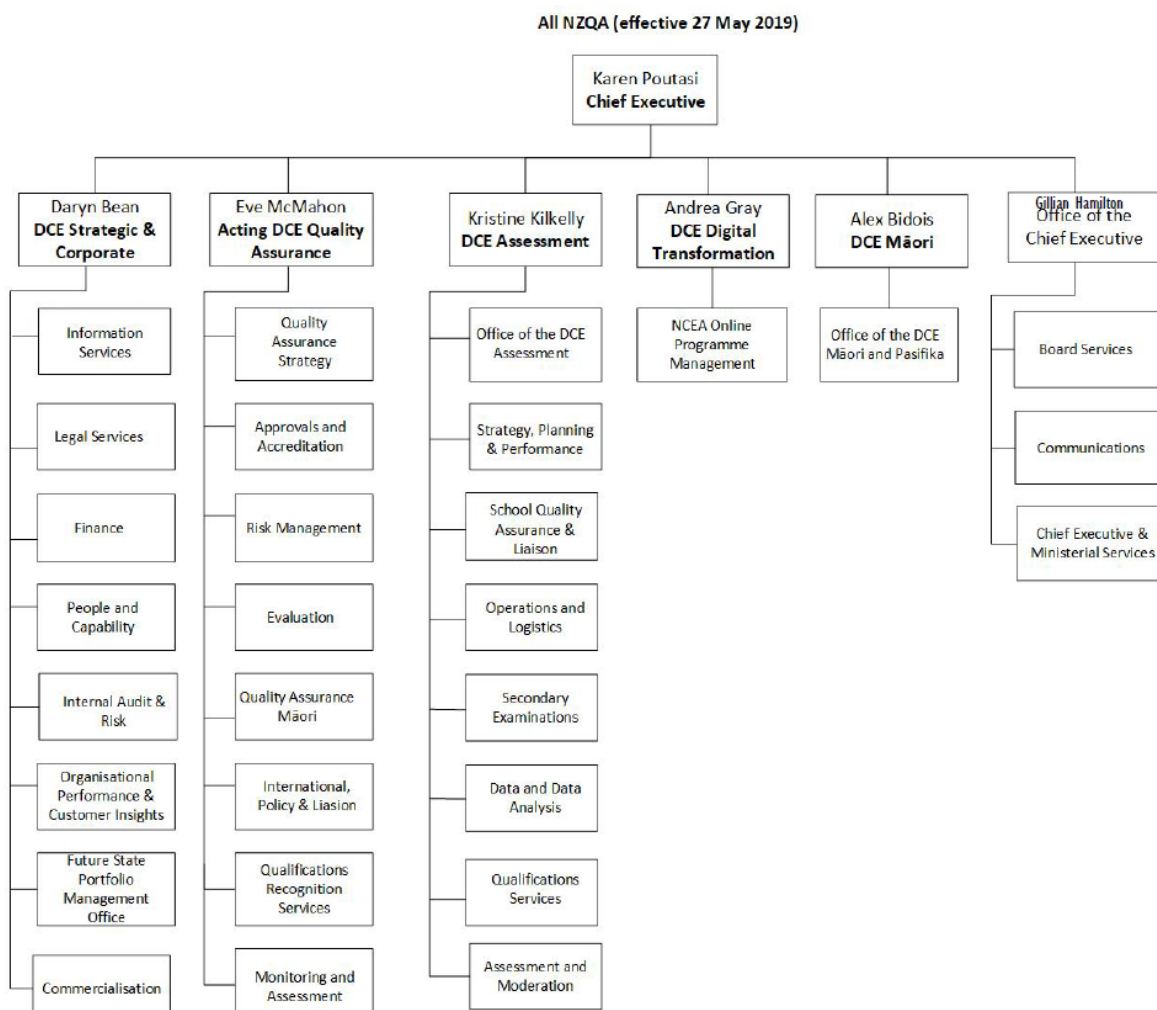 All NZQA (effective 27 May 2019)
Karen Poutasi
Chief Executive
Daryn Bean
DCE Strategic &
Corporate
Information
Services
Legal Services
Finance
People and
Capability
Internal Audit &
Risk
Organisational
Performance &
Customer Insights
Future State
Portfolio
Management
Office
Commercialisation
Eve McMahon
Acting DCE Quality
Assurance
Quality
Assurance
Strategy
Approvals and
Accreditation
Risk Management
Evaluation
Quality Assurance
Māori
International,
Policy & Liasion
Qualifications
Recognition
Services
Monitoring and
Assessment
Kristine Kilkelly
DCE Assessment
Office of the DCE
Assessment
Strategy, Planning
& Performance
School Quality
Assurance &
Liaison
Operations and
Logistics
Secondary
Examinations
Data and Data
Analysis
Qualifications
Services
Assessment and
Moderation
Andrea Gray
DCE Digital
Transformation
NCEA Online
Programme
Management
Alex Bidois
DCE Māori
Office of the DCE
Māori and Pasifika
Gillian Hamilton
Office of the
Chief Executive
Board Services
Communications
Chief Executive &
Ministerial Services